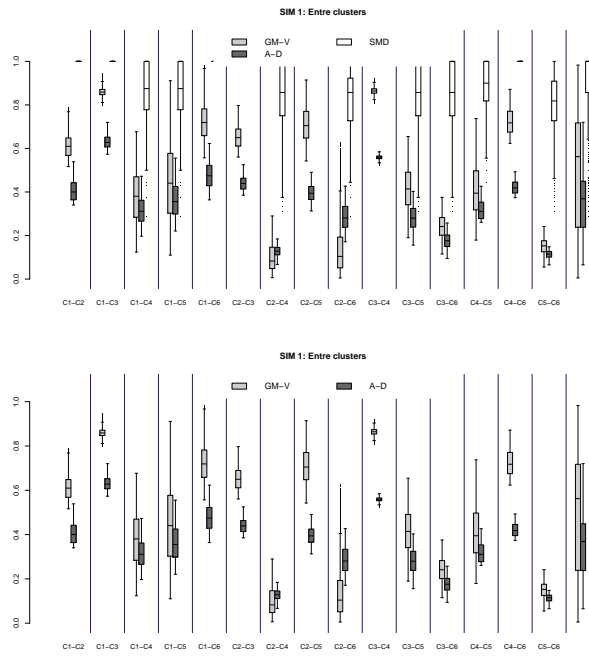 SIM 1: Entre clusters
GM-V SMD
A-D
1.0
0.8
0.6
0.4
0.2
0.0
C1-C2 C1-C3 C1-C4 C1-C5 C1-C6 C2-C3 C2-C4 C2-C5 C2-C6 C3-C4 C3-C5 C3-C6 C4-C5 C4-C6 C5-C6
SIM 1: Entre clusters
GM-V A-D
1.0
0.8
0.6
0.4
0.2
0.0
C1-C2 C1-C3 C1-C4 C1-C5 C1-C6 C2-C3 C2-C4 C2-C5 C2-C6 C3-C4 C3-C5 C3-C6 C4-C5 C4-C6 C5-C6